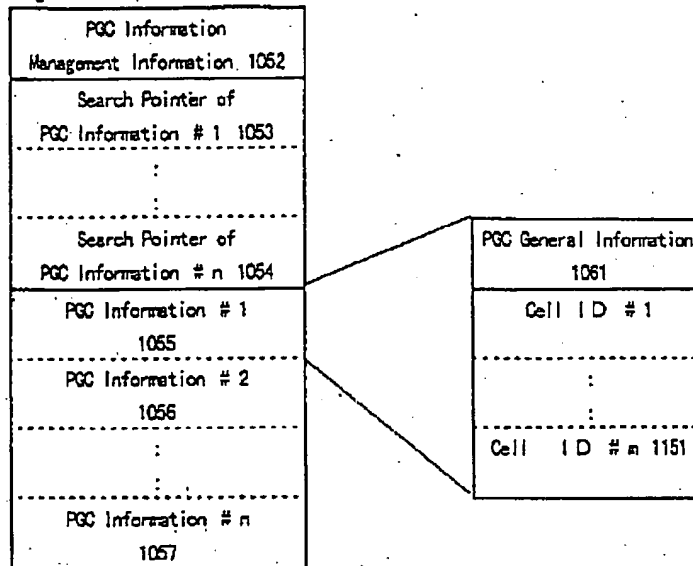 PGC Information
Management Information. 1052
Search Pointer of
PGC Information # 1 1053
:
:
Search Pointer of
PGC Information # n 1054
PGC Information # 1
1055
PGC Information # 2
1056
:
:
PGC Information # n
1057
PGC General Information
1061
Cell ID # 1
:
:
Cell ID # m 1151